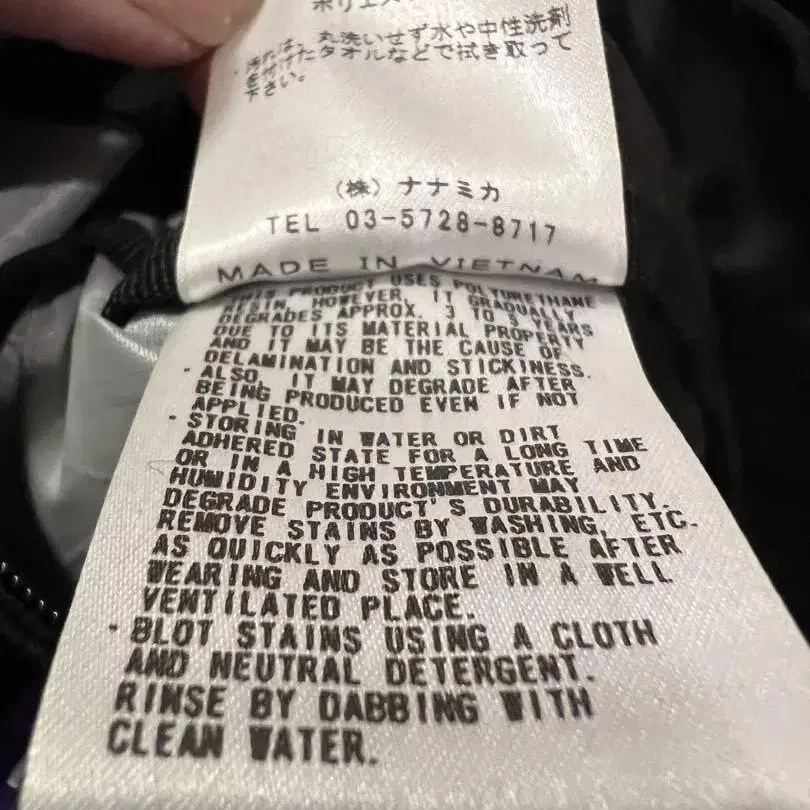 ポリエス
・汚れは、丸洗いせず水や中性洗剤
を付けたタオルなどで拭き取って
下さい。
(株) ナナミカ
TEL 03-5728-8717
MADE IN VIETNAM
THIS PRODUCT USES POLYURETHANE
RESIN, HOWEVER, IT GRADUALLY
DEGRADES APPROX. 3 TO 5 YEARS
DUE TO ITS MATERIAL PROPERTY
AND IT MAY BE THE CAUSE OF
DELAMINATION AND STICKINESS.
・ALSO, IT MAY DEGRADE AFTER
BEING PRODUCED EVEN IF NOT
APPLIED.
・STORING IN WATER OR DIRT
ADHERED STATE FOR A LONG TIME
OR IN A HIGH TEMPERATURE AND
HUMIDITY ENVIRONMENT MAY
DEGRADE PRODUCT'S DURABILITY.
REMOVE STAINS BY WASHING, ETC.
AS QUICKLY AS POSSIBLE AFTER
WEARING AND STORE IN A WELL
VENTILATED PLACE.
・BLOT STAINS USING A CLOTH
AND NEUTRAL DETERGENT.
RINSE BY DABBING WITH
CLEAN WATER.